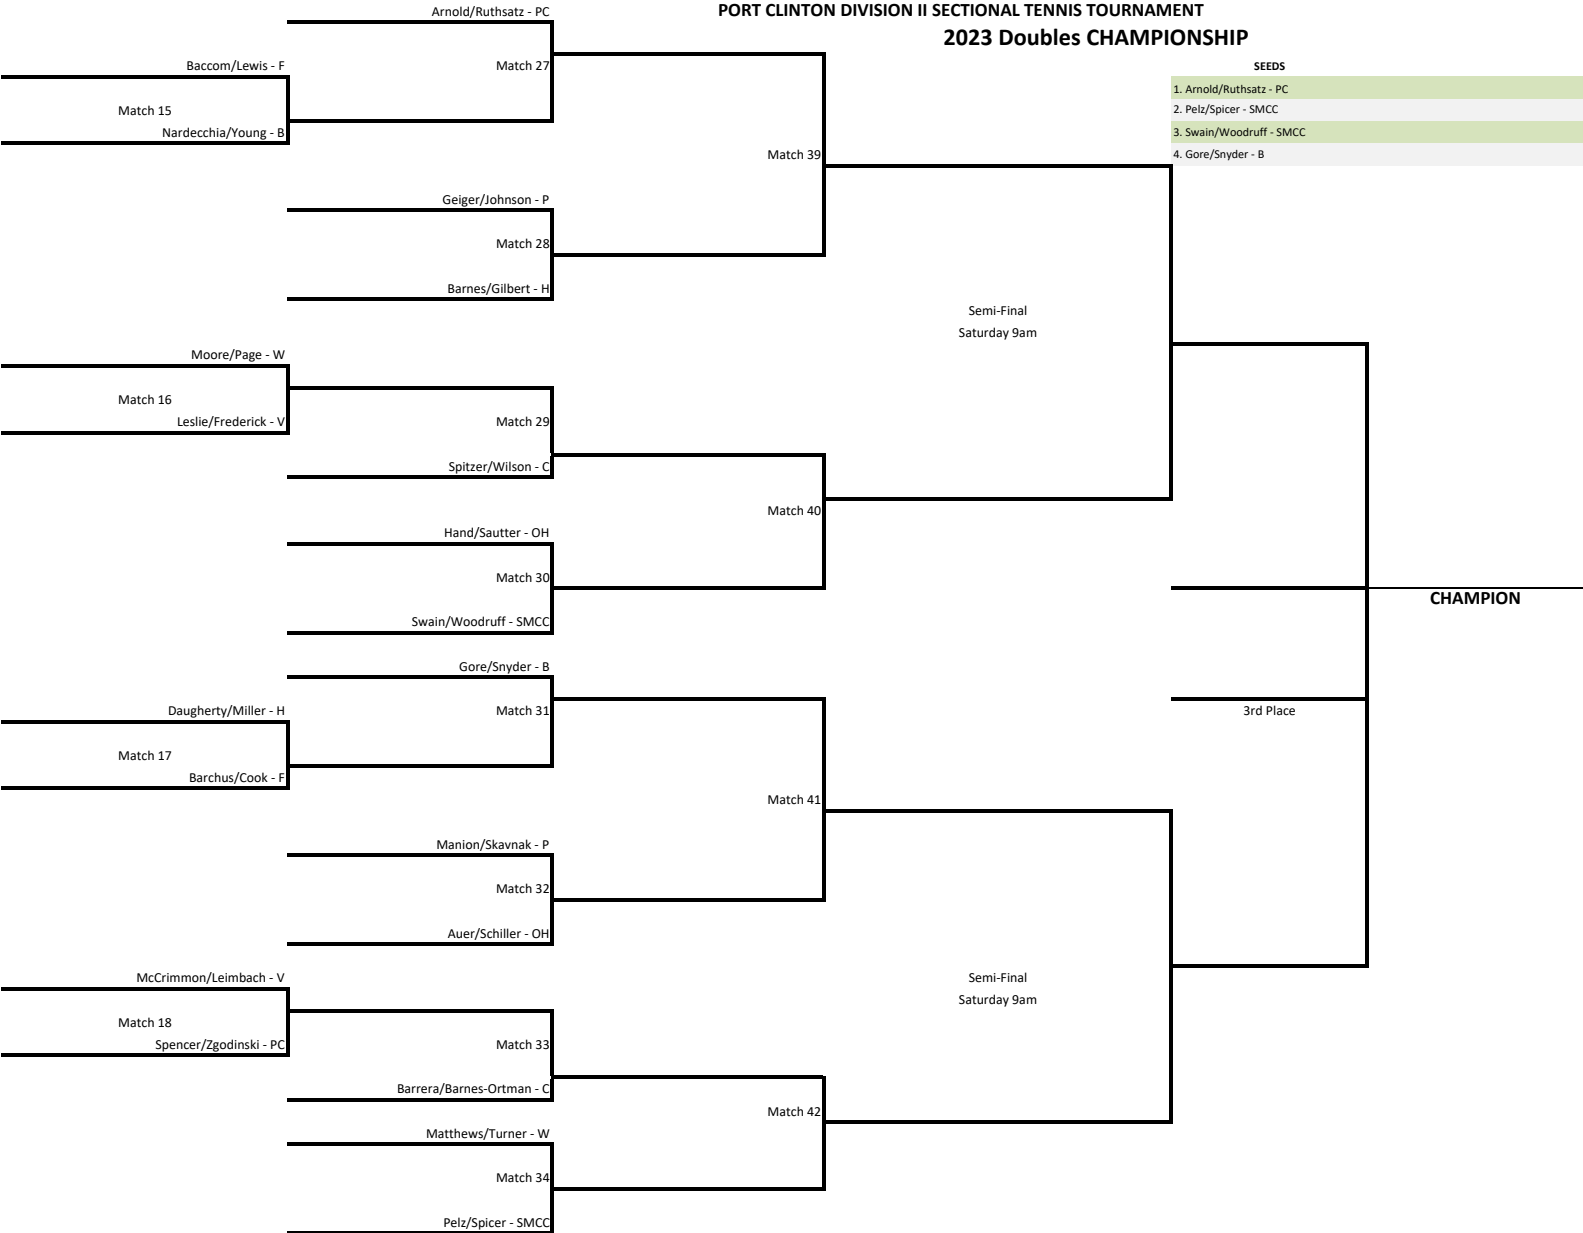 Arnold/Ruthsatz - PC
PORT CLINTON DIVISION II SECTIONAL TENNIS TOURNAMENT
2023 Doubles CHAMPIONSHIP
Baccom/Lewis - F
Match 27
SEEDS
1. Arnold/Ruthsatz - PC
Match 15
2. Pelz/Spicer - SMCC
Nardecchia/Young - B
3. Swain/Woodruff - SMCC
Match 39
4. Gore/Snyder - B
Geiger/Johnson - P
Match 28
Barnes/Gilbert - H
Semi-Final
Saturday 9am
Moore/Page - W
Match 16
Leslie/Frederick - V
Match 29
Spitzer/Wilson - C
Match 40
Hand/Sautter - OH
Match 30
CHAMPION
Swain/Woodruff - SMCC
Gore/Snyder - B
Daugherty/Miller - H
Match 31
3rd Place
Match 17
Barchus/Cook - F
Match 41
Manion/Skavnak - P
Match 32
Auer/Schiller - OH
McCrimmon/Leimbach - V
Semi-Final
Saturday 9am
Match 18
Spencer/Zgodinski - PC
Match 33
Barrera/Barnes-Ortman - C
Match 42
Matthews/Turner - W
Match 34
Pelz/Spicer - SMCC